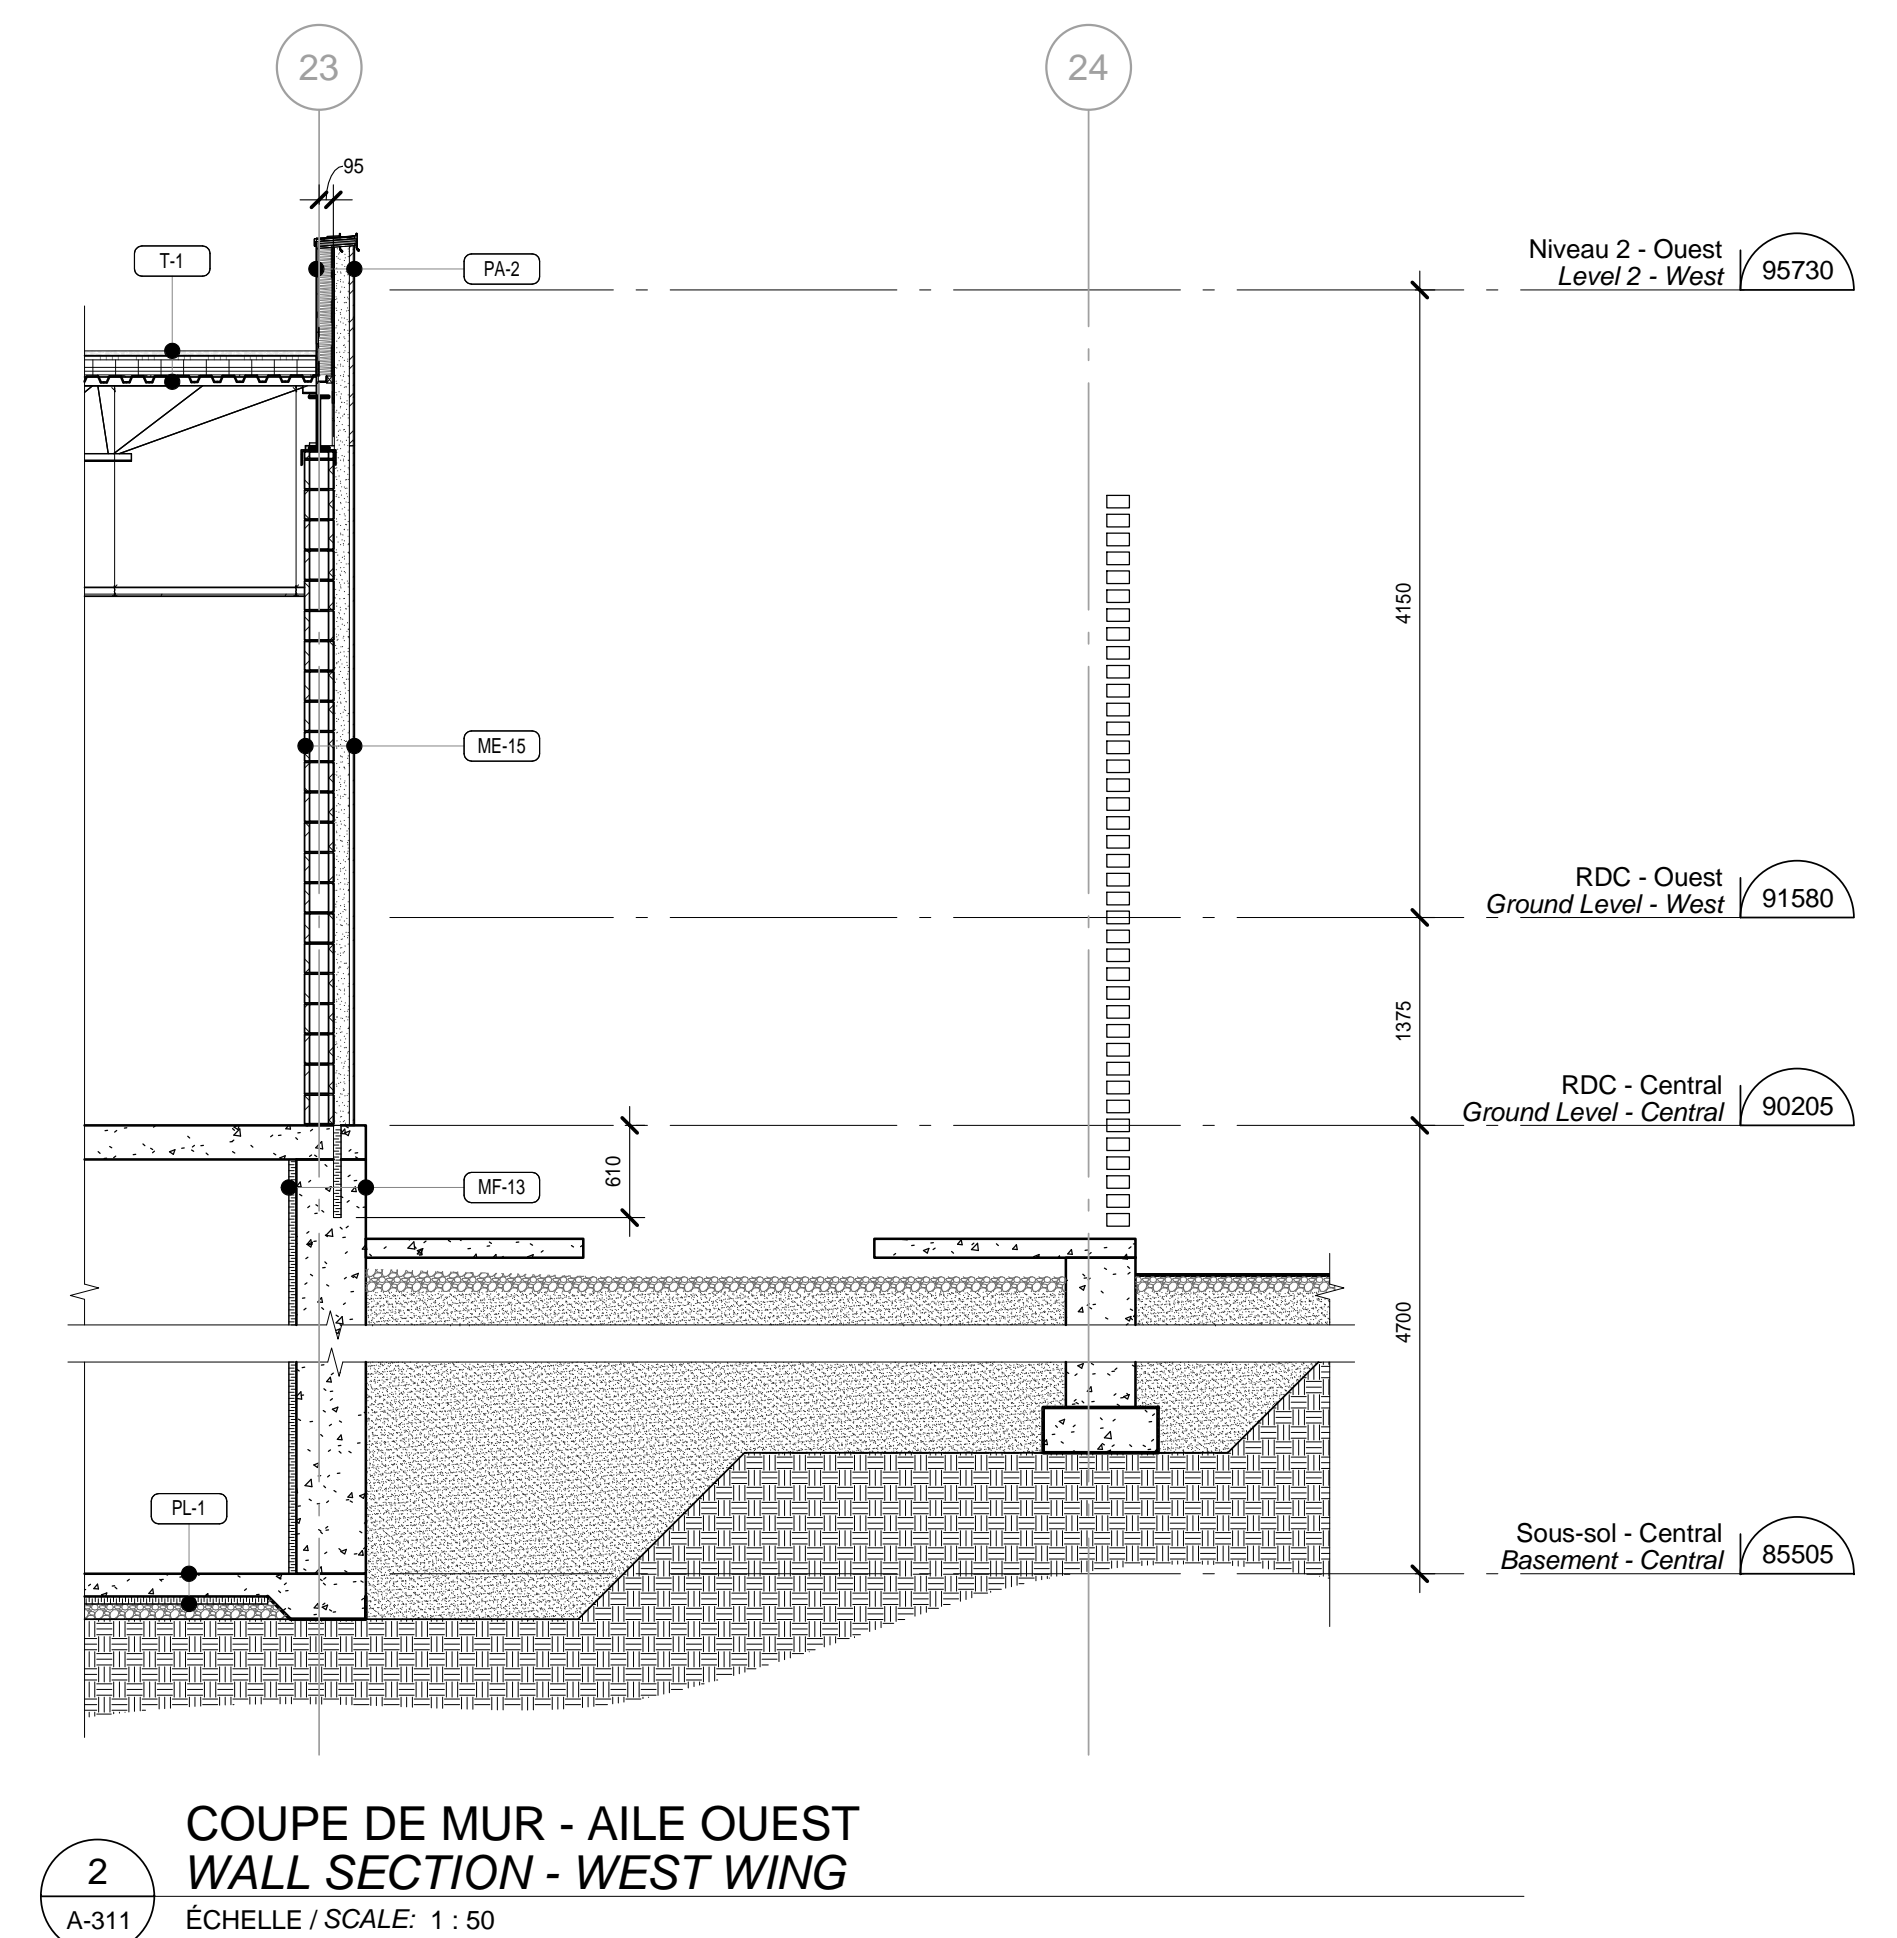 23
24
95
T-1
PA-2
Niveau 2 - Ouest
Level 2 - West
95730
4150
ME-15
RDC - Ouest
Ground Level - West
91580
1375
RDC - Central
Ground Level - Central
90205
610
MF-13
4700
PL-1
Sous-sol - Central
Basement - Central
85505
COUPE DE MUR - AILE OUEST
WALL SECTION - WEST WING
2
A-311
ÉCHELLE / SCALE: 1 : 50